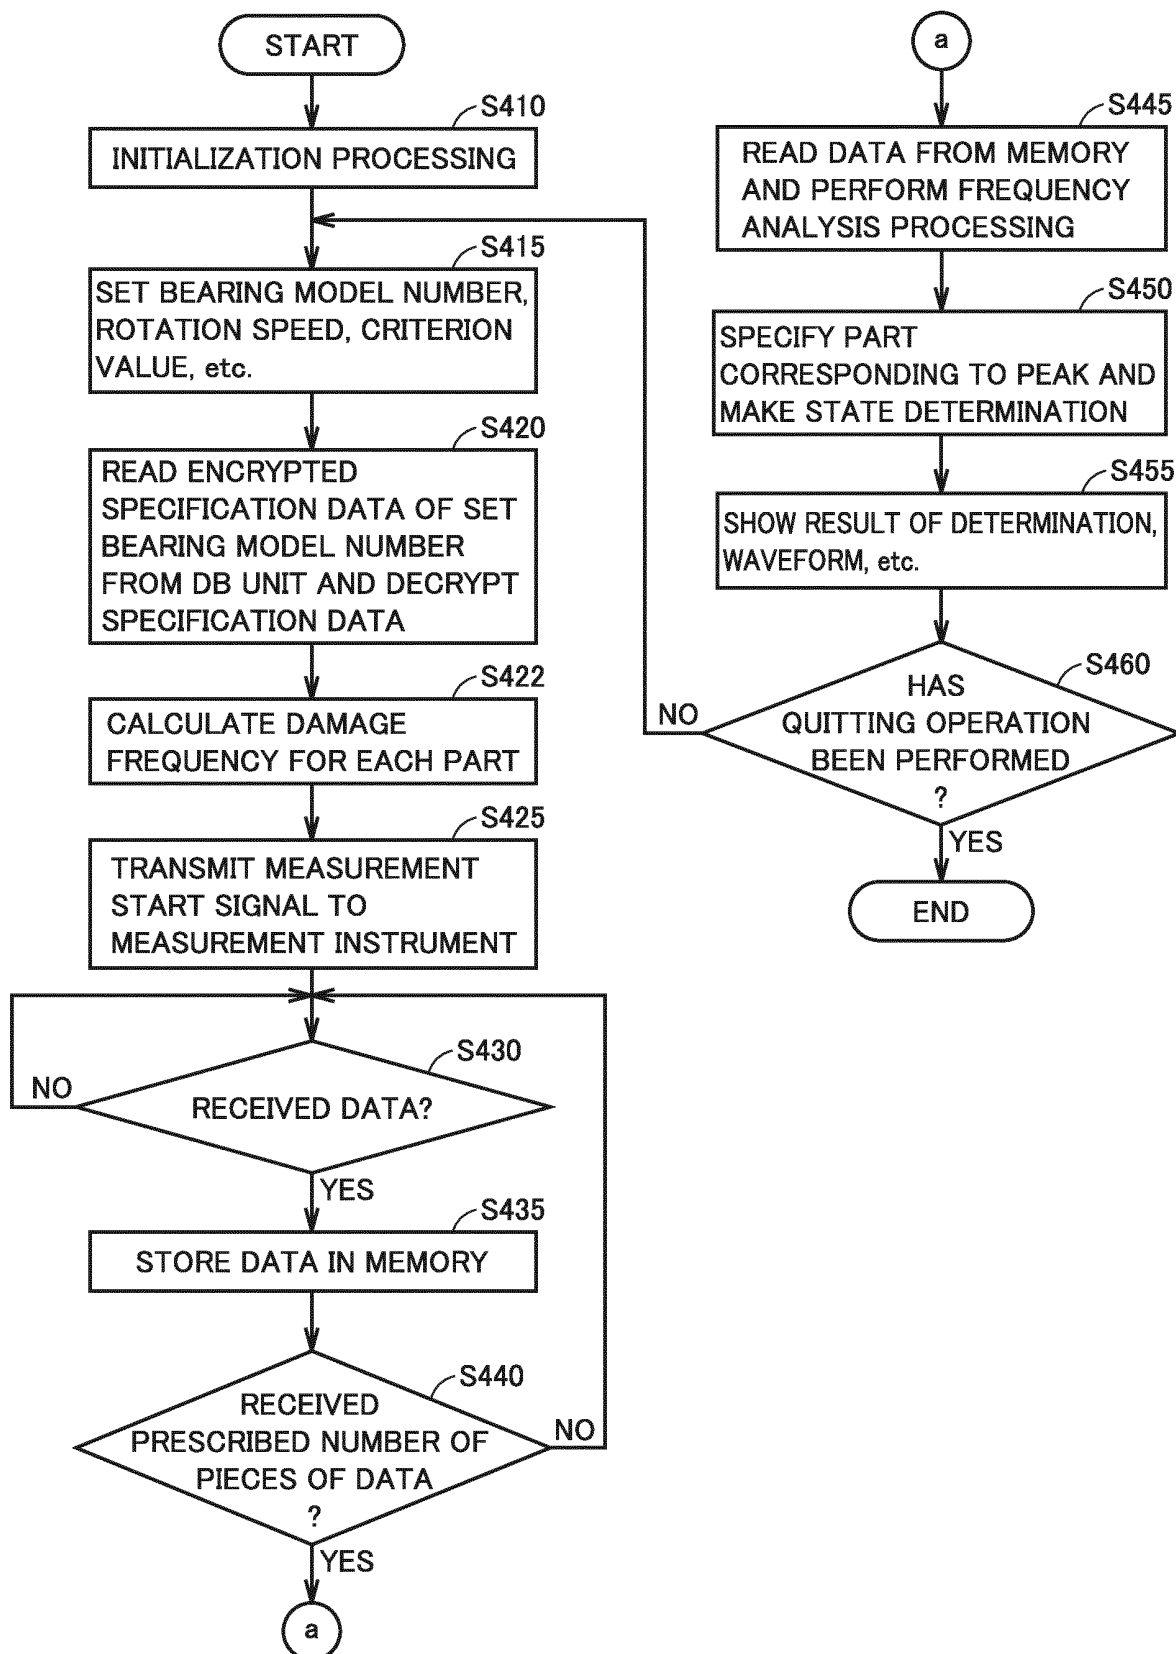 START
S410
INITIALIZATION PROCESSING
S415
SET BEARING MODEL NUMBER,
ROTATION SPEED, CRITERION
VALUE, etc.
S420
READ ENCRYPTED
SPECIFICATION DATA OF SET
BEARING MODEL NUMBER
FROM DB UNIT AND DECRYPT
SPECIFICATION DATA
S422
CALCULATE DAMAGE
FREQUENCY FOR EACH PART
S425
TRANSMIT MEASUREMENT
START SIGNAL TO
MEASUREMENT INSTRUMENT
S430
NO
RECEIVED DATA?
YES
S435
STORE DATA IN MEMORY
S440
RECEIVED
PRESCRIBED NUMBER OF
PIECES OF DATA
?
NO
YES
a
a
S445
READ DATA FROM MEMORY
AND PERFORM FREQUENCY
ANALYSIS PROCESSING
S450
SPECIFY PART
CORRESPONDING TO PEAK AND
MAKE STATE DETERMINATION
S455
SHOW RESULT OF DETERMINATION,
WAVEFORM, etc.
S460
NO
HAS
QUITTING OPERATION
BEEN PERFORMED
?
YES
END